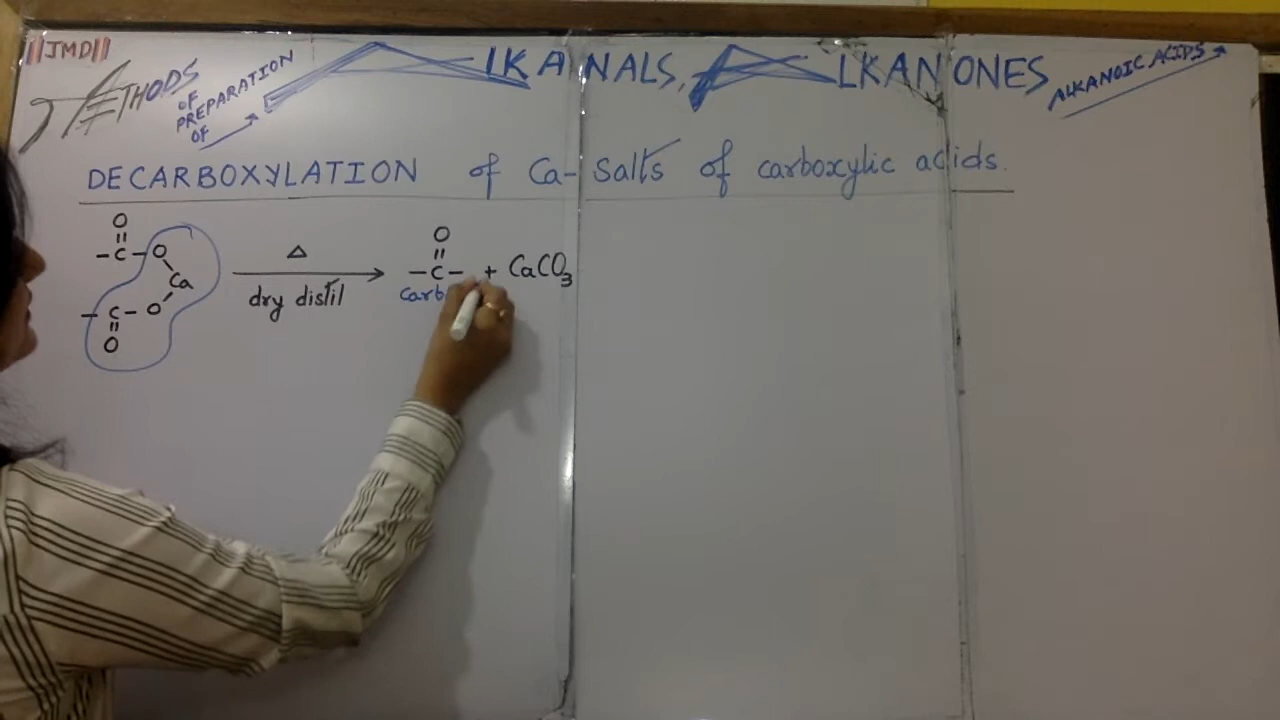 ||JMD||
METHODS
OF
PREPARATION
OF
ALKANALS, ALKANONES
ALKANOIC ACIDS
DECARBOXYLATION of Ca- Salts of carboxylic acids.
O
-C-O
Ca
-C-O
O
Δ
dry distil
O
-C- + CaCO3
Carb